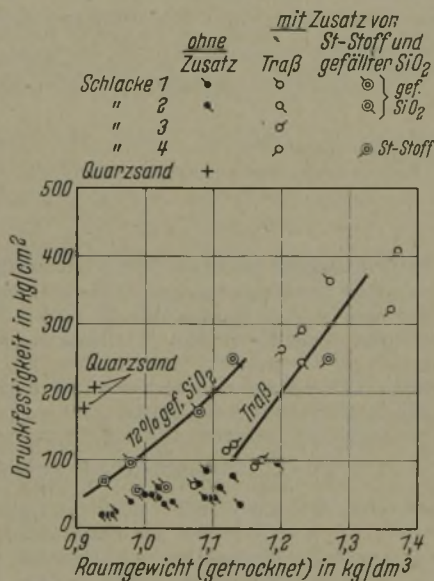 mit Zusatz von
ohne St-Stoff und
Zusatz Traß gefällter SiO2
Schlacke 1 gef.
" 2 SiO2
" 3
" 4 St-Stoff
Quarzsand
500
400
300
200
100
0
Druckfestigkeit in kg/cm2
Quarzsand
12% gef. SiO2
Traß
0,9 1,0 1,1 1,2 1,3 1,4
Raumgewicht (getrocknet) in kg/dm3